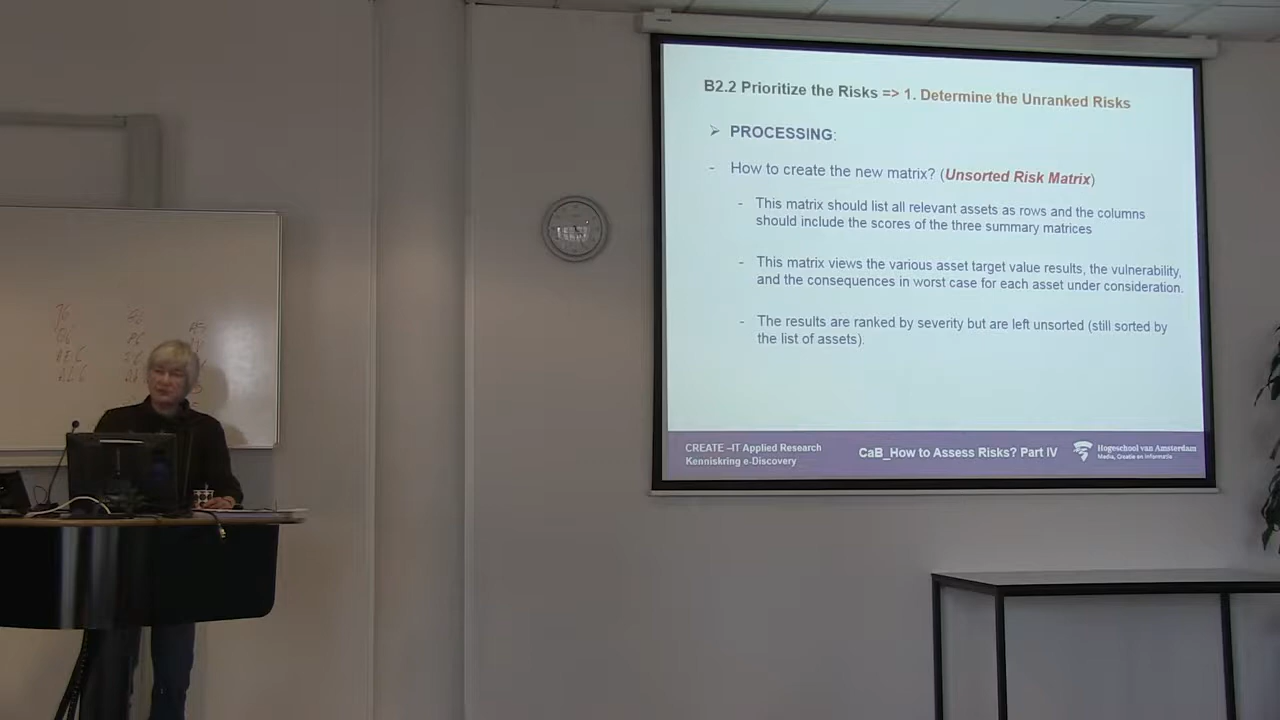 B2.2 Prioritize the Risks => 1. Determine the Unranked Risks
➢ PROCESSING:
- How to create the new matrix? (Unsorted Risk Matrix)
- This matrix should list all relevant assets as rows and the columns
should include the scores of the three summary matrices
- This matrix views the various asset target value results, the vulnerability,
and the consequences in worst case for each asset under consideration.
- The results are ranked by severity but are left unsorted (still sorted by
the list of assets).
CREATE –IT Applied Research
Kenniskring e-Discovery
CaB_How to Assess Risks? Part IV
Hogeschool van Amsterdam
Media, Creatie en Informatie